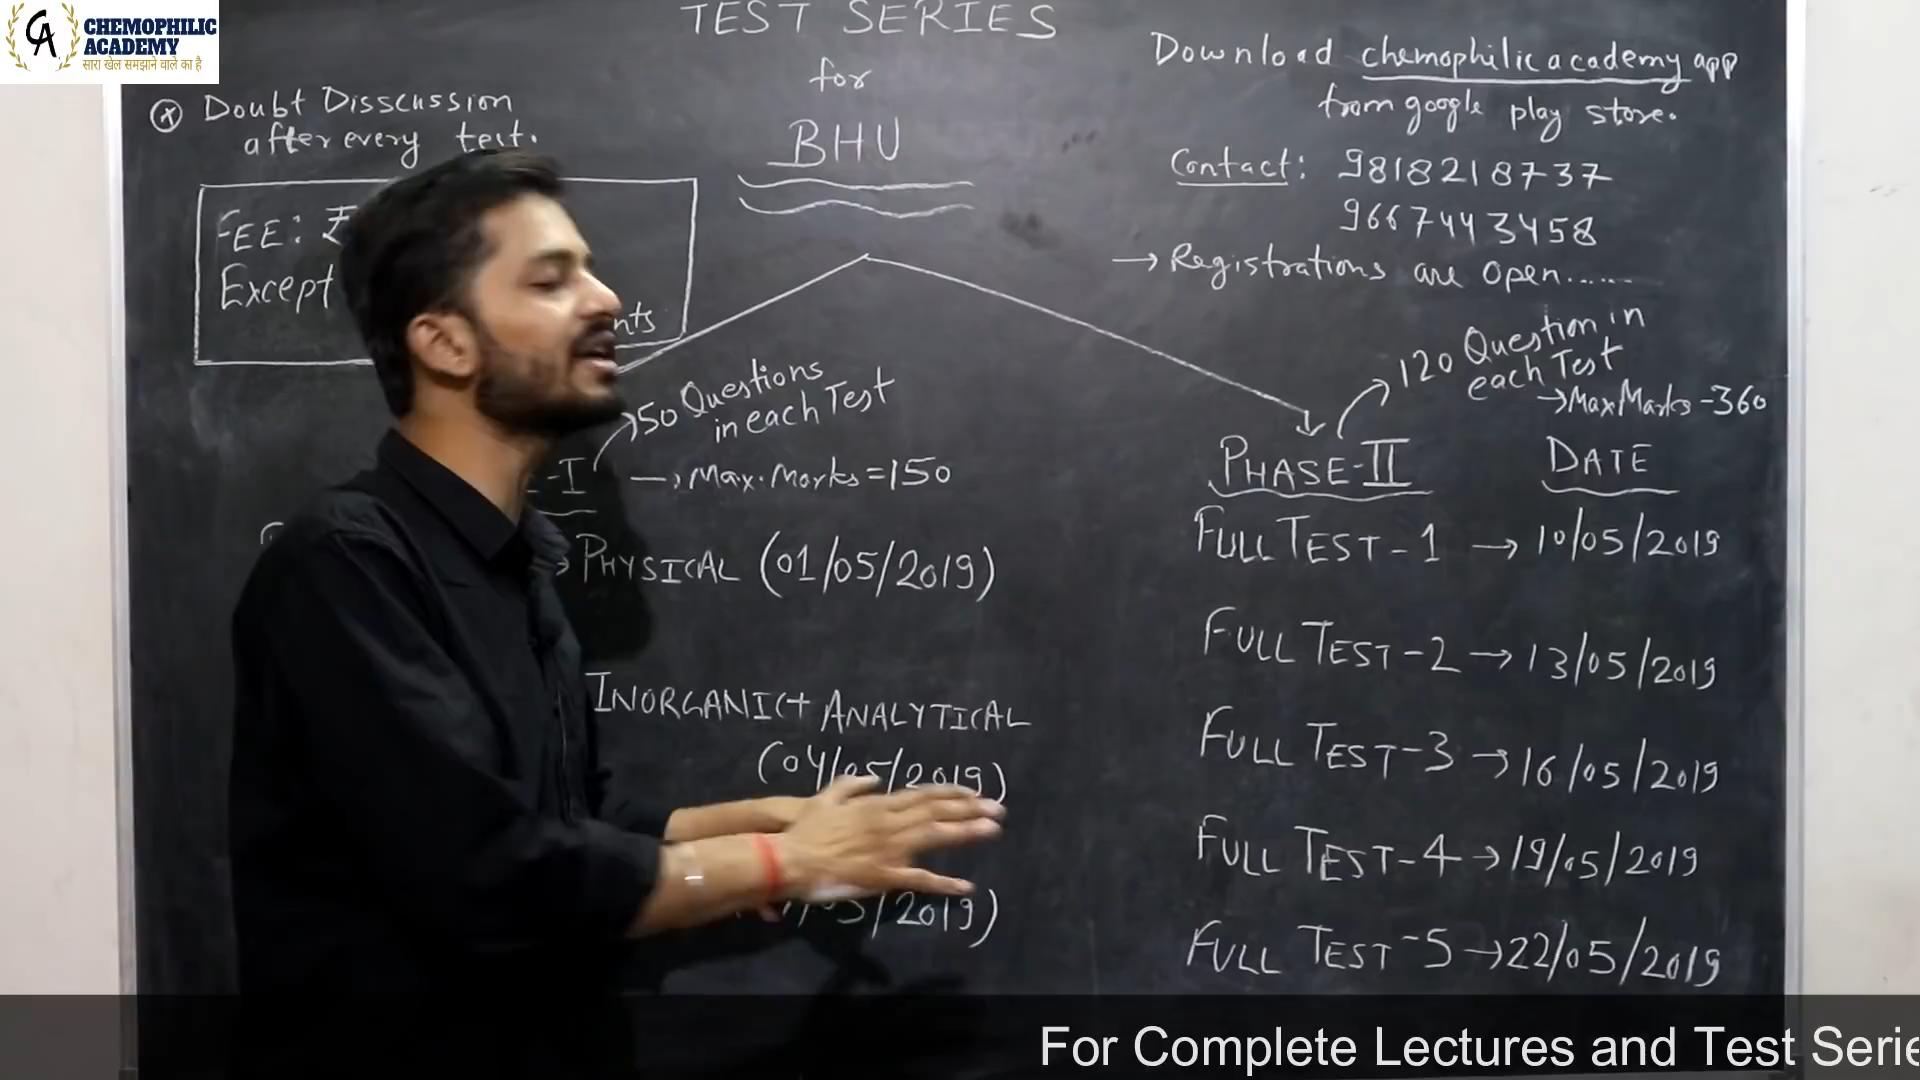 CHEMOPHILIC
ACADEMY
सारा खेल समझाने वाले का है
TEST SERIES
for
BHU
Doubt Disscussion
after every test.
FEE: ₹
Except
nts
Download chemophilic academy app
from google play store.
Contact: 9818218737
9667443458
→ Registrations are open......
50 Questions
in each Test
-I → Max. Marks = 150
PHYSICAL (01/05/2019)
INORGANIC + ANALYTICAL
(04/05/2019)
/05/2019)
120 Question in
each Test
→ Max Marks - 360
PHASE-II DATE
FULL TEST - 1 → 10/05/2019
FULL TEST - 2 → 13/05/2019
FULL TEST - 3 → 16/05/2019
FULL TEST - 4 → 19/05/2019
FULL TEST - 5 → 22/05/2019
For Complete Lectures and Test Serie